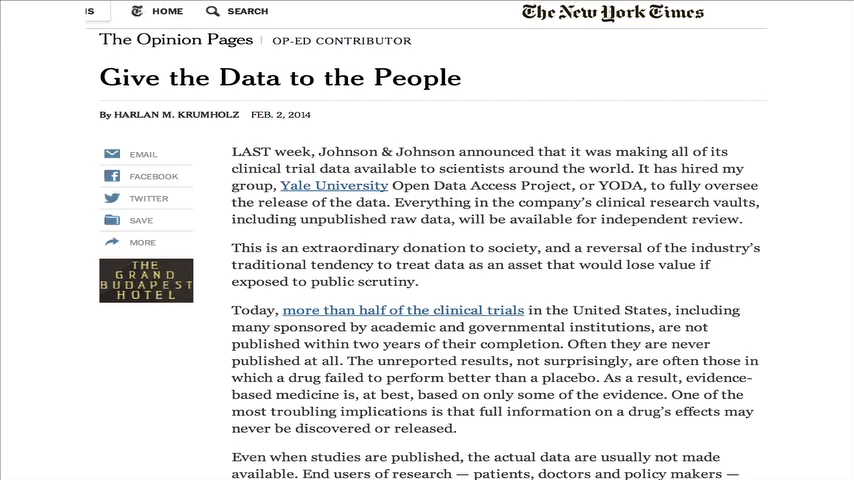 NS
HOME
SEARCH
The New York Times
The Opinion Pages | OP-ED CONTRIBUTOR
Give the Data to the People
By HARLAN M. KRUMHOLZ FEB. 2, 2014
EMAIL
FACEBOOK
TWITTER
SAVE
MORE
THE
GRAND
BUDAPEST
HOTEL
LAST week, Johnson & Johnson announced that it was making all of its
clinical trial data available to scientists around the world. It has hired my
group, Yale University Open Data Access Project, or YODA, to fully oversee
the release of the data. Everything in the company’s clinical research vaults,
including unpublished raw data, will be available for independent review.
This is an extraordinary donation to society, and a reversal of the industry’s
traditional tendency to treat data as an asset that would lose value if
exposed to public scrutiny.
Today, more than half of the clinical trials in the United States, including
many sponsored by academic and governmental institutions, are not
published within two years of their completion. Often they are never
published at all. The unreported results, not surprisingly, are often those in
which a drug failed to perform better than a placebo. As a result, evidence-
based medicine is, at best, based on only some of the evidence. One of the
most troubling implications is that full information on a drug’s effects may
never be discovered or released.
Even when studies are published, the actual data are usually not made
available. End users of research — patients, doctors and policy makers —